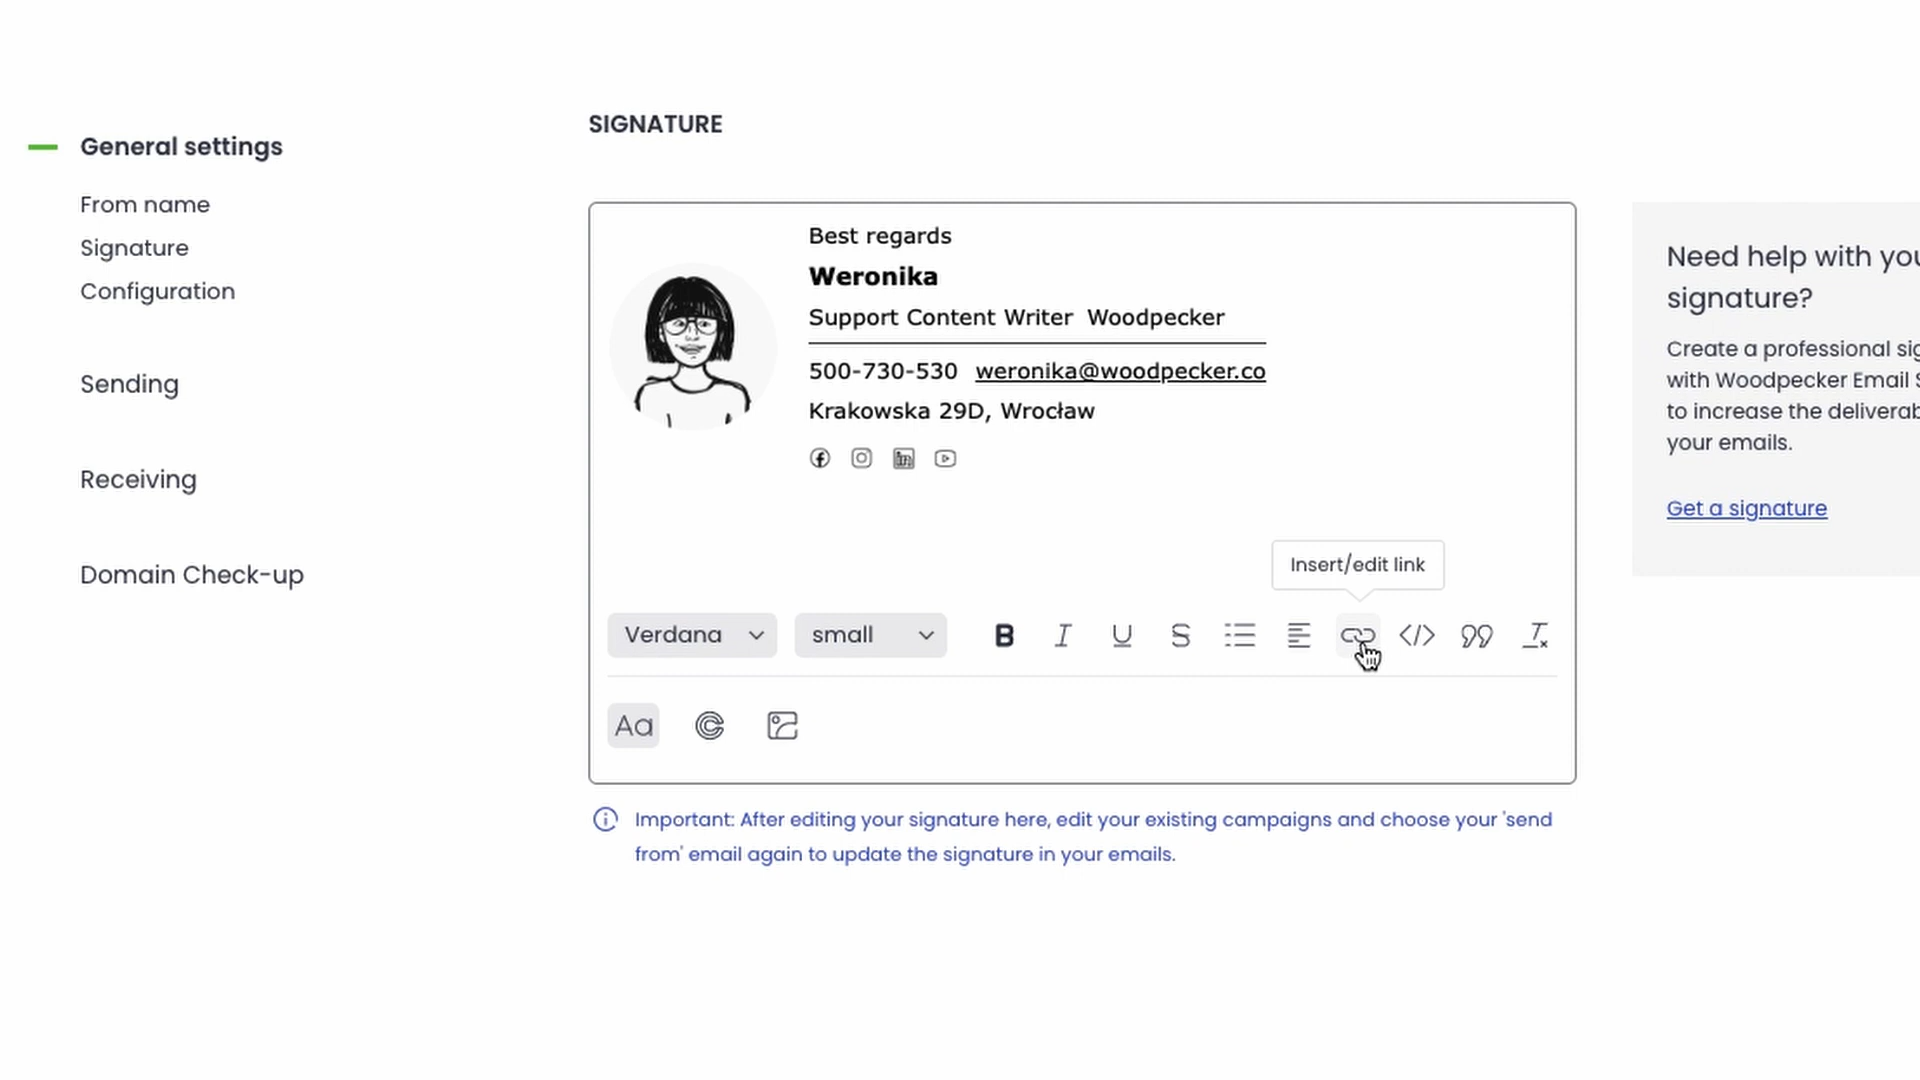 General settings
From name
Signature
Configuration
Sending
Receiving
Domain Check-up
SIGNATURE
Best regards
Weronika
Support Content Writer Woodpecker
500-730-530 weronika@woodpecker.co
Krakowska 29D, Wrocław
Insert/edit link
Verdana small B I U S
Aa
Important: After editing your signature here, edit your existing campaigns and choose your 'send
from' email again to update the signature in your emails.
Need help with
signature?
Create a professional
with Woodpecker Email
to increase the
your emails.
Get a signature